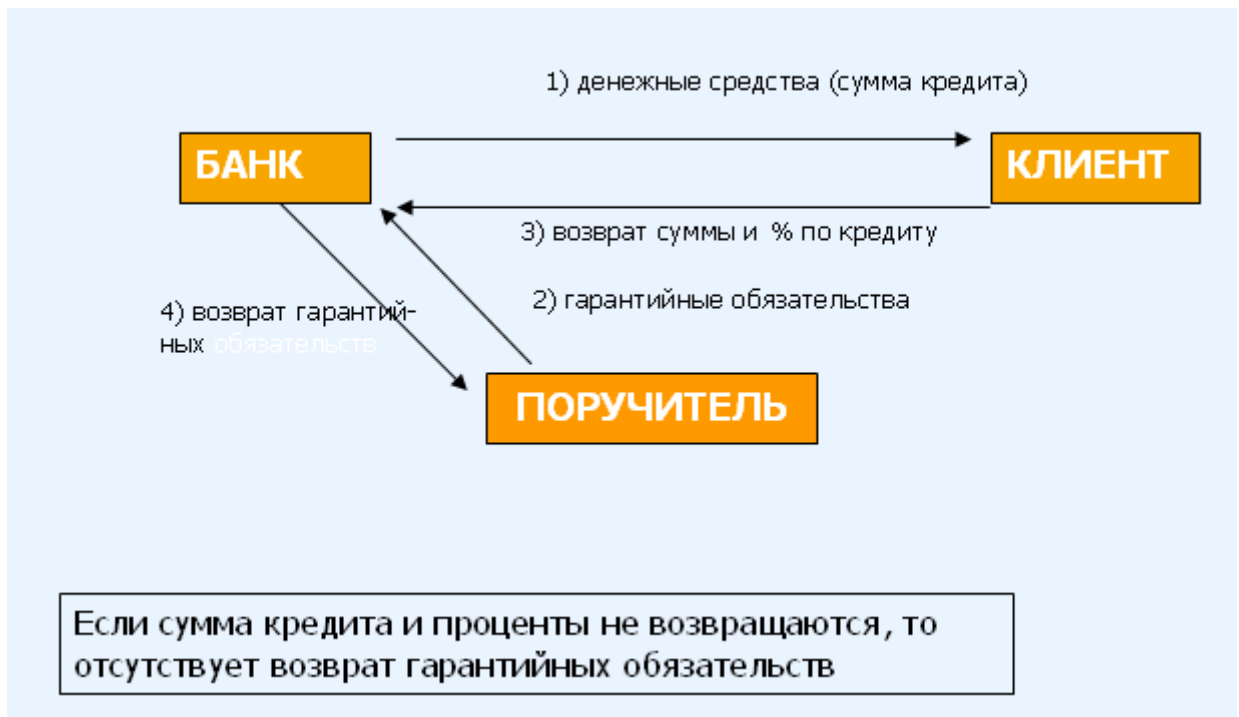 1) денежные средства (сумма кредита)
БАНК
КЛИЕНТ
3) возврат суммы и % по кредиту
2) гарантийные обязательства
4) возврат гарантий-
ных обязательств
ПОРУЧИТЕЛЬ
Если сумма кредита и проценты не возвращаются, то
отсутствует возврат гарантийных обязательств